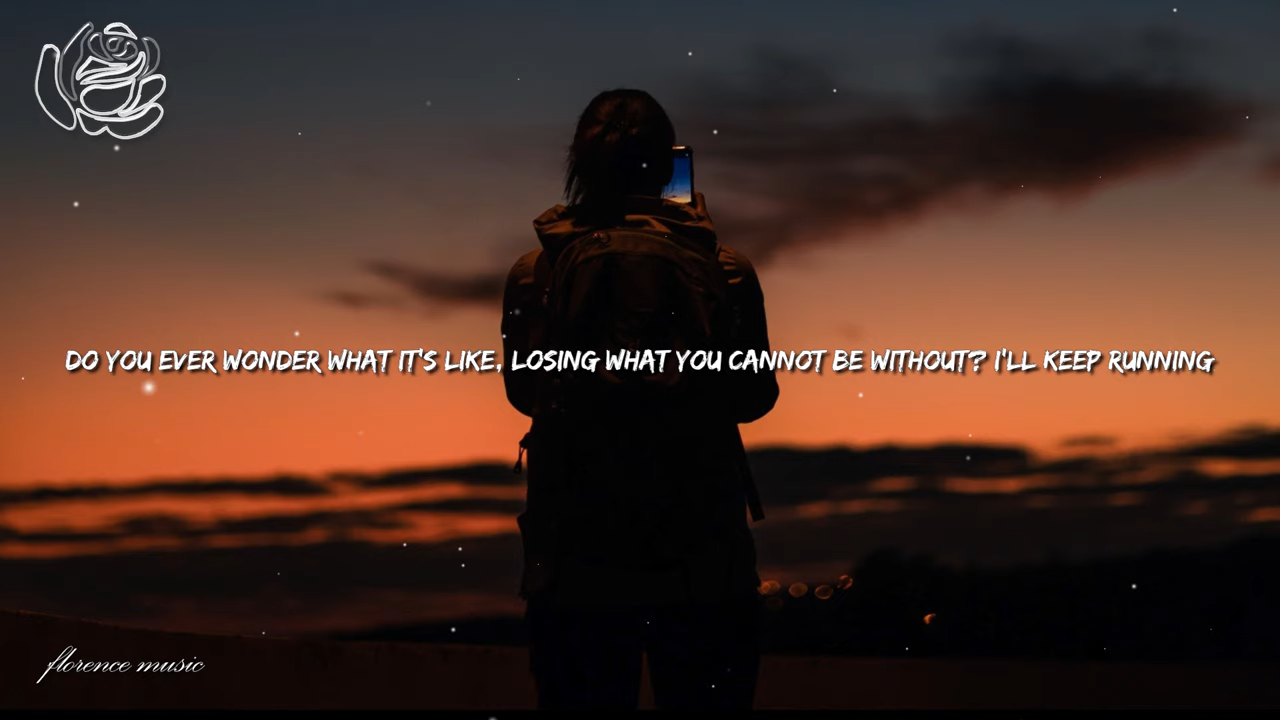 DO YOU EVER WONDER WHAT IT'S LIKE, LOSING WHAT YOU CANNOT BE WITHOUT? I'LL KEEP RUNNING
florence music